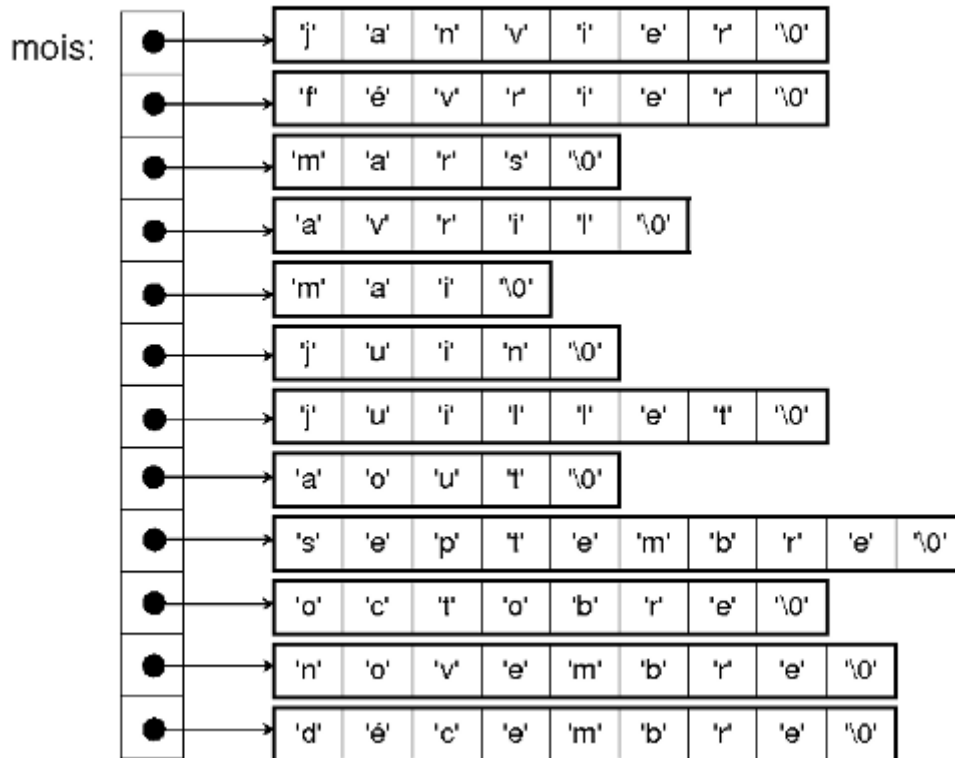 mois: 'j' 'a' 'n' 'v' 'i' 'e' 'r' '\0'
'f' 'é' 'v' 'r' 'i' 'e' 'r' '\0'
'm' 'a' 'r' 's' '\0'
'a' 'v' 'r' 'i' 'l' '\0'
'm' 'a' 'i' '\0'
'j' 'u' 'i' 'n' '\0'
'j' 'u' 'i' 'l' 'l' 'e' 't' '\0'
'a' 'o' 'u' 't' '\0'
's' 'e' 'p' 't' 'e' 'm' 'b' 'r' 'e' '\0'
'o' 'c' 't' 'o' 'b' 'r' 'e' '\0'
'n' 'o' 'v' 'e' 'm' 'b' 'r' 'e' '\0'
'd' 'é' 'c' 'e' 'm' 'b' 'r' 'e' '\0'